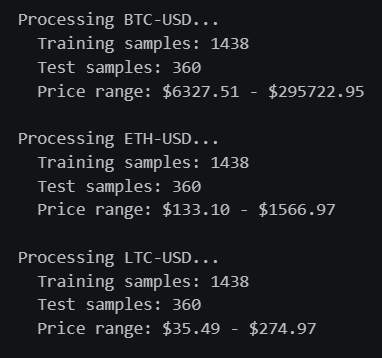 Processing BTC-USD...
Training samples: 1438
Test samples: 360
Price range: $6327.51 - $295722.95
Processing ETH-USD...
Training samples: 1438
Test samples: 360
Price range: $133.10 - $1566.97
Processing LTC-USD...
Training samples: 1438
Test samples: 360
Price range: $35.49 - $274.97